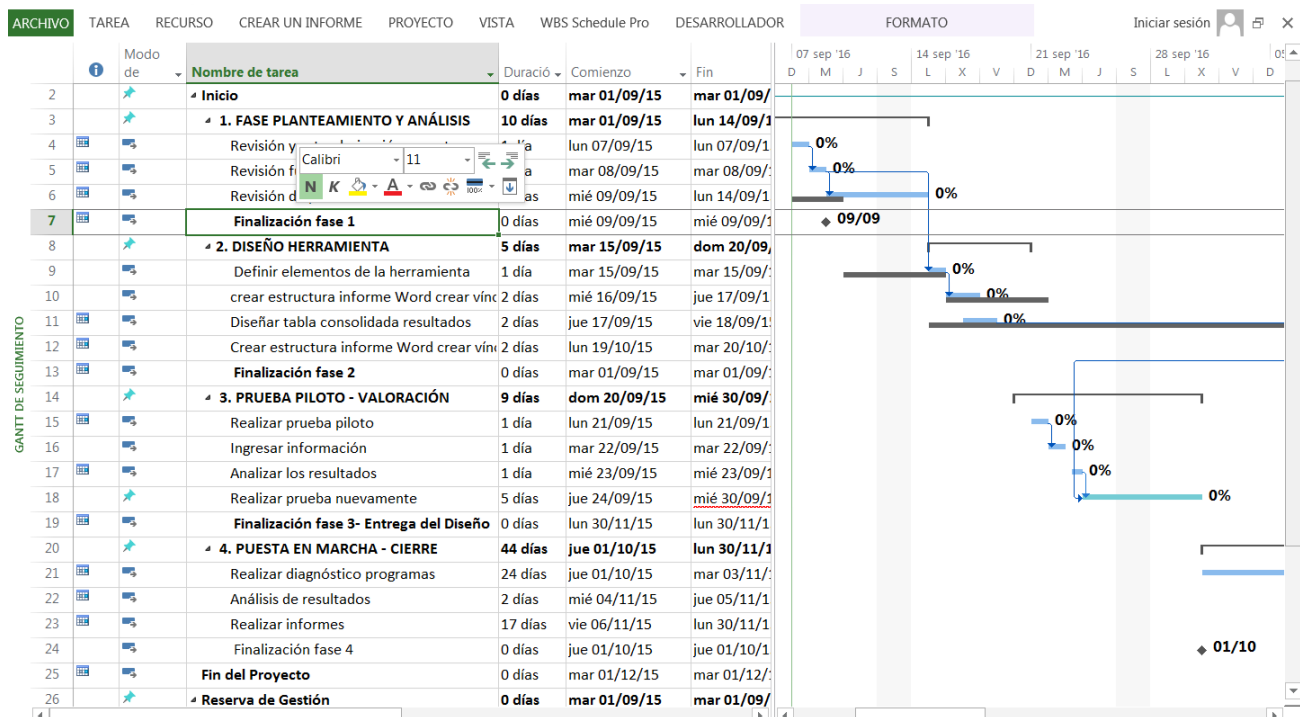 ARCHIVO TAREA RECURSO CREAR UN INFORME PROYECTO VISTA WBS Schedule Pro DESARROLLADOR FORMATO Iniciar sesión
Modo de Nombre de tarea Duració Comienzo Fin
07 sep '16 14 sep '16 21 sep '16 28 sep '16 05
D M J S L X V D M J S L X V D
2 Inicio 0 días mar 01/09/15 mar 01/09/
3 1. FASE PLANTEAMIENTO Y ANÁLISIS 10 días mar 01/09/15 lun 14/09/1
4 Revisión y lun 07/09/15 lun 07/09/1 0%
Calibri 11
5 Revisión mar 08/09/15 mar 08/09/1 0%
N K A 100%
6 Revisión mié 09/09/15 lun 14/09/1 0%
7 Finalización fase 1 0 días mié 09/09/15 mié 09/09/1 09/09
8 2. DISEÑO HERRAMIENTA 5 días mar 15/09/15 dom 20/09/
9 Definir elementos de la herramienta 1 día mar 15/09/15 mar 15/09/1 0%
10 crear estructura informe Word crear vínc 2 días mié 16/09/15 jue 17/09/1 0%
11 Diseñar tabla consolidada resultados 2 días jue 17/09/15 vie 18/09/15 0%
12 Crear estructura informe Word crear vínc 2 días lun 19/10/15 mar 20/10/1
13 Finalización fase 2 0 días mar 01/09/15 mar 01/09/1
14 3. PRUEBA PILOTO - VALORACIÓN 9 días dom 20/09/15 mié 30/09/
15 Realizar prueba piloto 1 día lun 21/09/15 lun 21/09/1 0%
16 Ingresar información 1 día mar 22/09/15 mar 22/09/1 0%
17 Analizar los resultados 1 día mié 23/09/15 mié 23/09/1 0%
18 Realizar prueba nuevamente 5 días jue 24/09/15 mié 30/09/1 0%
19 Finalización fase 3- Entrega del Diseño 0 días lun 30/11/15 lun 30/11/1
20 4. PUESTA EN MARCHA - CIERRE 44 días jue 01/10/15 lun 30/11/1
21 Realizar diagnóstico programas 24 días jue 01/10/15 mar 03/11/1
22 Análisis de resultados 2 días mié 04/11/15 jue 05/11/1
23 Realizar informes 17 días vie 06/11/15 lun 30/11/1
24 Finalización fase 4 0 días jue 01/10/15 jue 01/10/1 01/10
25 Fin del Proyecto 0 días mar 01/12/15 mar 01/12/1
26 Reserva de Gestión 0 días mar 01/09/15 mar 01/09/
GANTT DE SEGUIMIENTO